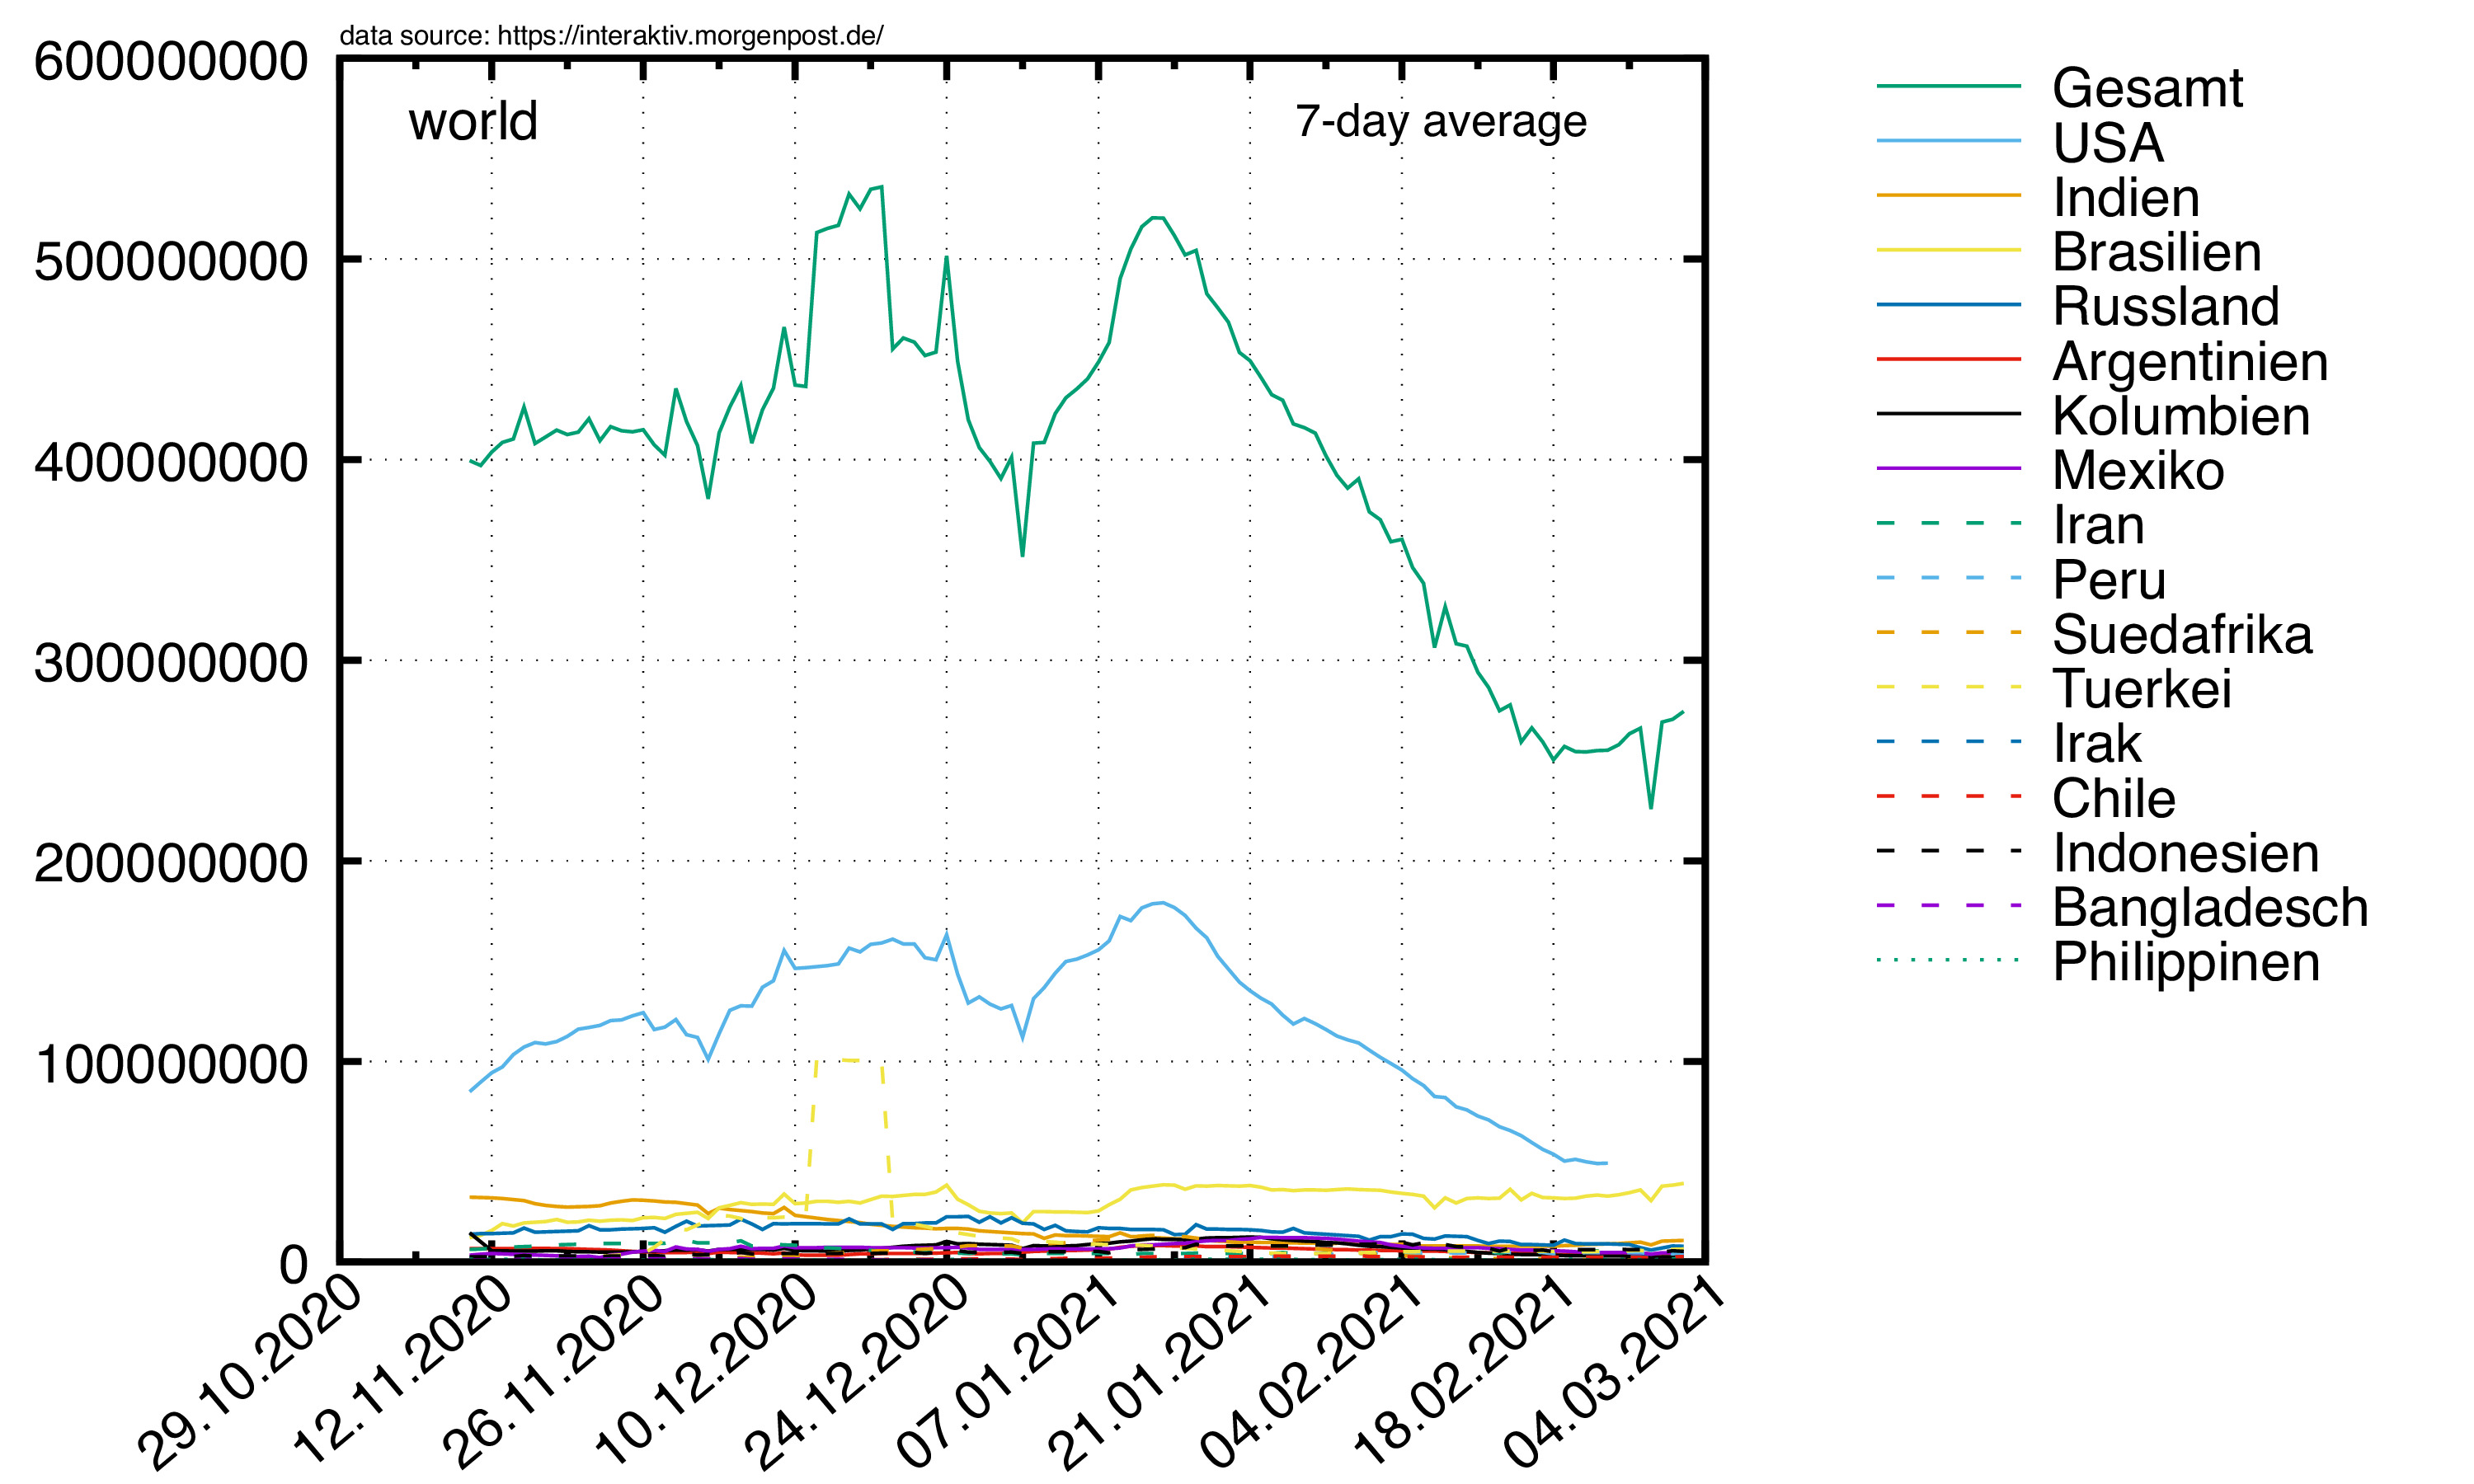 data source: https://interaktiv.morgenpost.de/
world
7-day average
600000000
500000000
400000000
300000000
200000000
100000000
0
29.10.2020
12.11.2020
26.11.2020
10.12.2020
24.12.2020
07.01.2021
21.01.2021
04.02.2021
18.02.2021
04.03.2021
Gesamt
USA
Indien
Brasilien
Russland
Argentinien
Kolumbien
Mexiko
Iran
Peru
Suedafrika
Tuerkei
Irak
Chile
Indonesien
Bangladesch
Philippinen